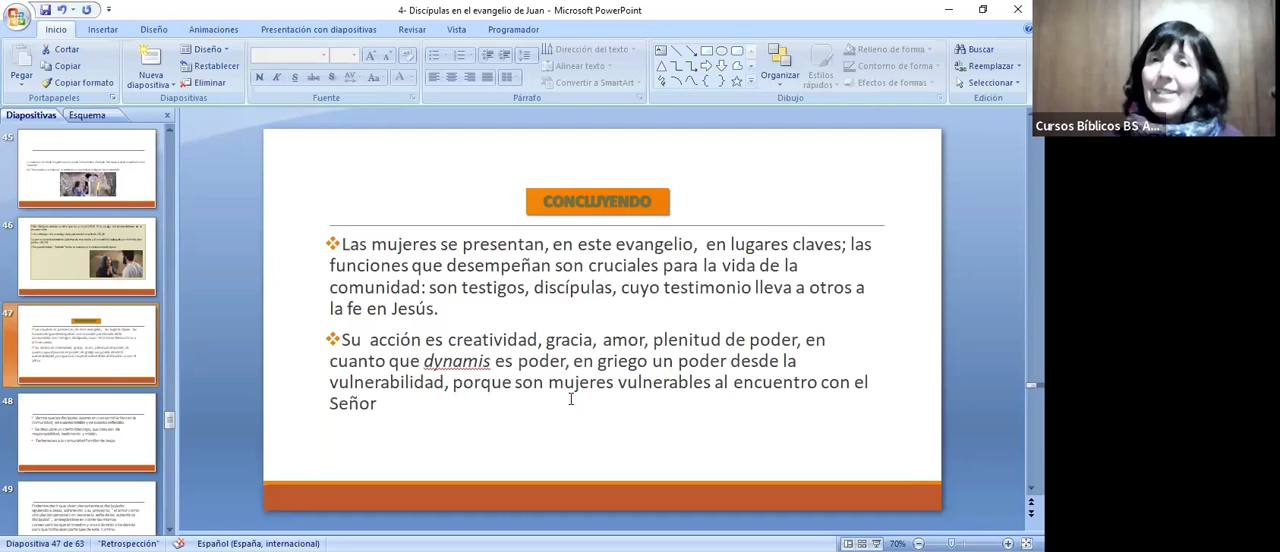 4- Discípulas en el evangelio de Juan - Microsoft PowerPoint
Inicio
Insertar
Diseño
Animaciones
Presentación con diapositivas
Revisar
Vista
Programador
Pegar
Cortar
Copiar
Copiar formato
Portapapeles
Nueva
diapositiva
Diseño
Restablecer
Eliminar
Diapositivas
Fuente
Dirección del texto
Alinear texto
Convertir a SmartArt
Párrafo
Organizar
Estilos
rápidos
Relleno de forma
Contorno de forma
Efectos de formas
Dibujo
Buscar
Reemplazar
Seleccionar
Edición
Cursos Bíblicos BS A...
Diapositivas
Esquema
45
46
47
48
49
CONCLUYENDO
Las mujeres se presentan, en este evangelio, en lugares claves; las
funciones que desempeñan son cruciales para la vida de la
comunidad: son testigos, discípulas, cuyo testimonio lleva a otros a
la fe en Jesús.
Su acción es creatividad, gracia, amor, plenitud de poder, en
cuanto que dynamis es poder, en griego un poder desde la
vulnerabilidad, porque son mujeres vulnerables al encuentro con el
Señor
Diapositiva 47 de 63
"Retrospección"
Español (España, internacional)
70%